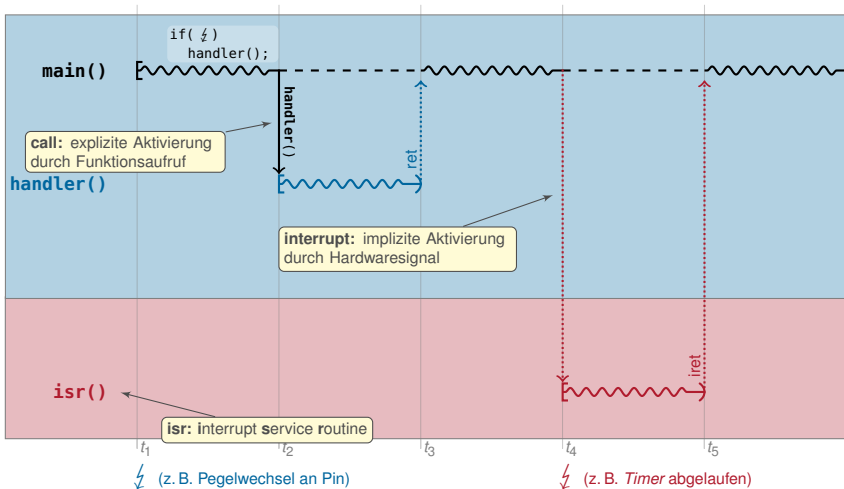 if( ↯ )
handler();
main()
handler()
call: explizite Aktivierung
durch Funktionsaufruf
ret
handler()
interrupt: implizite Aktivierung
durch Hardwaresignal
iret
isr()
isr: interrupt service routine
t1 t2 t3 t4 t5
↯ (z. B. Pegelwechsel an Pin) ↯ (z. B. Timer abgelaufen)